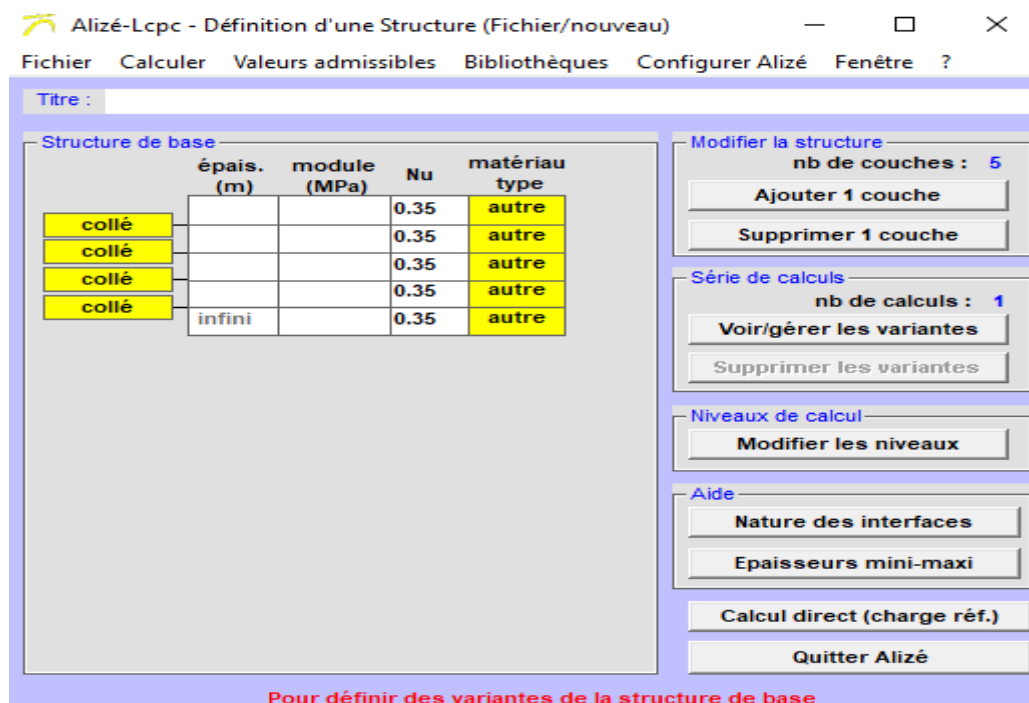 Alizé-Lcpc - Définition d'une Structure (Fichier/nouveau)
Fichier Calculer Valeurs admissibles Bibliothèques Configurer Alizé Fenêtre ?
Titre :
Structure de base
épais. (m) module (MPa) Nu matériau type
0.35 autre
collé
0.35 autre
collé
0.35 autre
collé
0.35 autre
collé
infini 0.35 autre
Modifier la structure
nb de couches : 5
Ajouter 1 couche
Supprimer 1 couche
Série de calculs
nb de calculs : 1
Voir/gérer les variantes
Supprimer les variantes
Niveaux de calcul
Modifier les niveaux
Aide
Nature des interfaces
Epaisseurs mini-maxi
Calcul direct (charge réf.)
Quitter Alizé
Pour définir des variantes de la structure de base